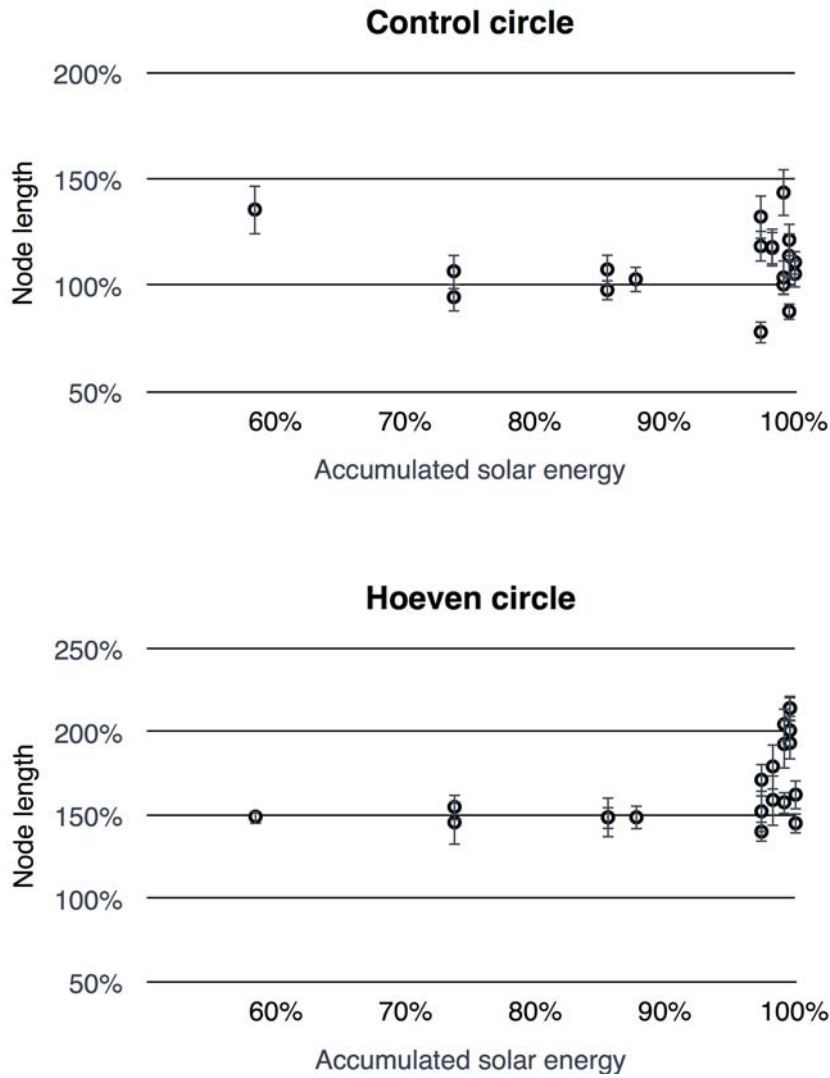 Control circle
200%
150%
100%
50%
Node length
60% 70% 80% 90% 100%
Accumulated solar energy
Hoeven circle
250%
200%
150%
100%
50%
Node length
60% 70% 80% 90% 100%
Accumulated solar energy